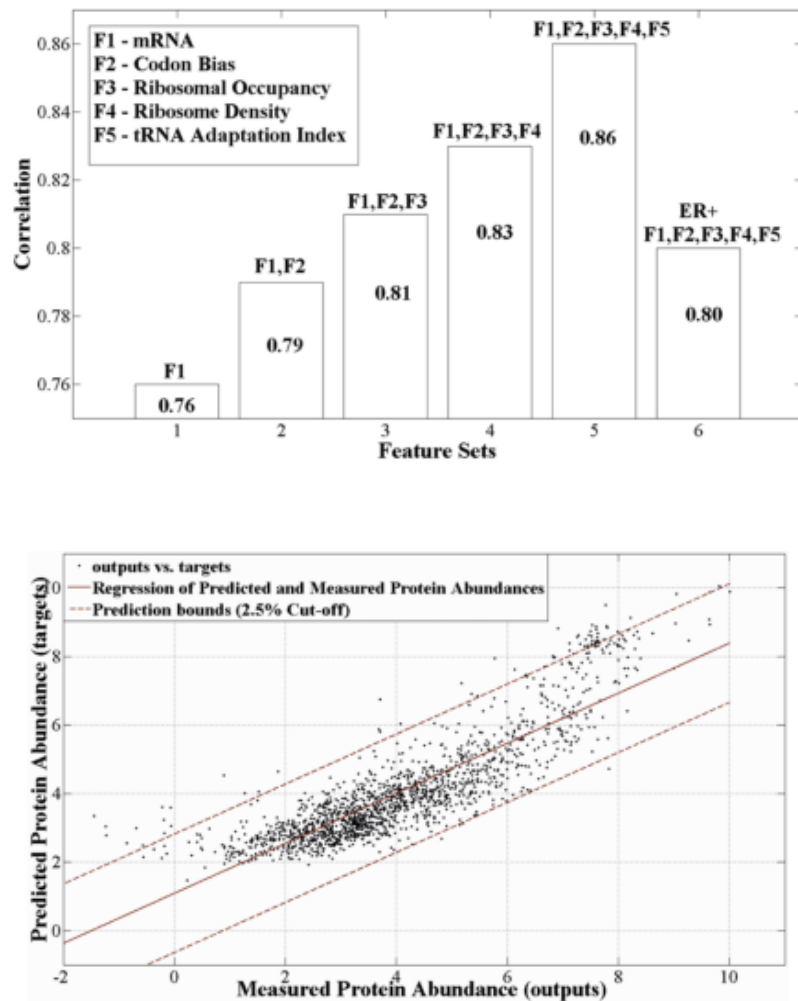 F1 - mRNA
F2 - Codon Bias
F3 - Ribosomal Occupancy
F4 - Ribosome Density
F5 - tRNA Adaptation Index
0.86
0.84
0.82
0.8
0.78
0.76
Correlation
F1
0.76
F1,F2
0.79
F1,F2,F3
0.81
F1,F2,F3,F4
0.83
F1,F2,F3,F4,F5
0.86
ER+
F1,F2,F3,F4,F5
0.80
1 2 3 4 5 6
Feature Sets
outputs vs. targets
Regression of Predicted and Measured Protein Abundances
Prediction bounds (2.5% Cut-off)
Predicted Protein Abundance (targets)
10
8
6
4
2
0
-2 0 2 4 6 8 10
Measured Protein Abundance (outputs)